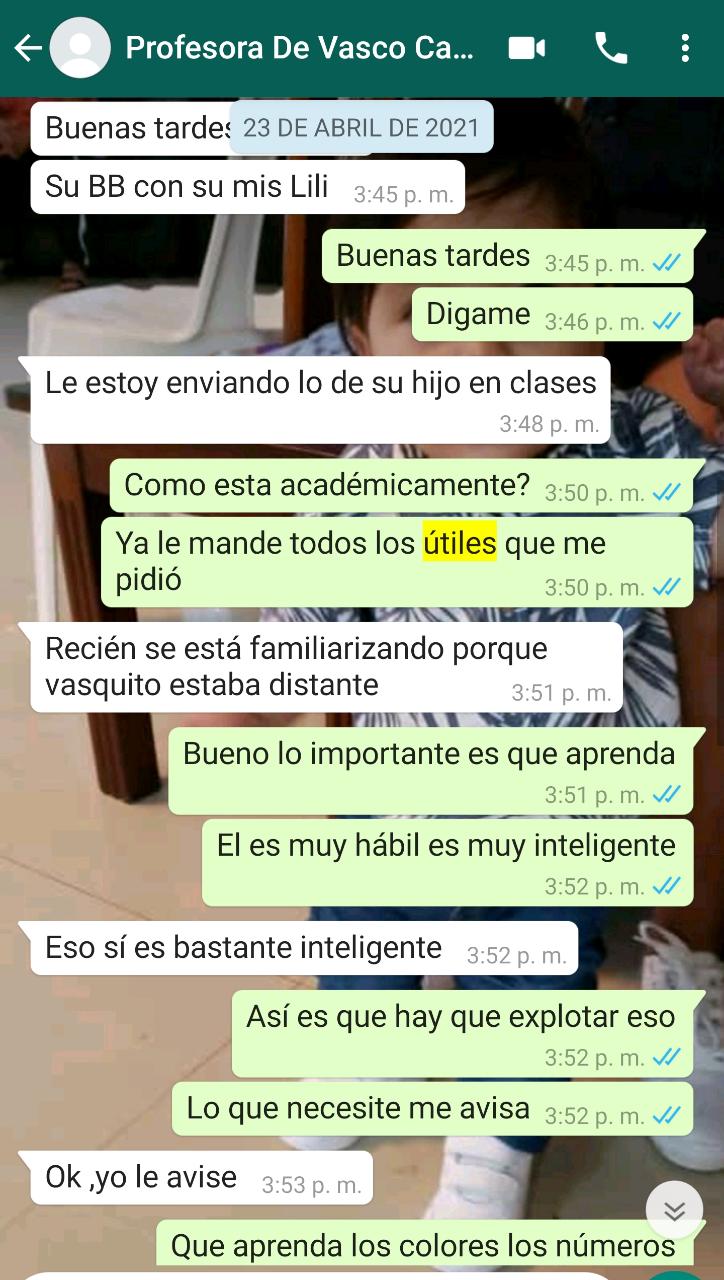 Profesora De Vasco Ca...
Buenas tardes
23 DE ABRIL DE 2021
Su BB con su mis Lili 3:45 p. m.
Buenas tardes 3:45 p. m.
Digame 3:46 p. m.
Le estoy enviando lo de su hijo en clases
3:48 p. m.
Como esta académicamente? 3:50 p. m.
Ya le mande todos los útiles que me
pidió 3:50 p. m.
Recién se está familiarizando porque
vasquito estaba distante 3:51 p. m.
Bueno lo importante es que aprenda
3:51 p. m.
El es muy hábil es muy inteligente
3:52 p. m.
Eso sí es bastante inteligente 3:52 p. m.
Así es que hay que explotar eso
3:52 p. m.
Lo que necesite me avisa 3:52 p. m.
Ok ,yo le avise 3:53 p. m.
Que aprenda los colores los números